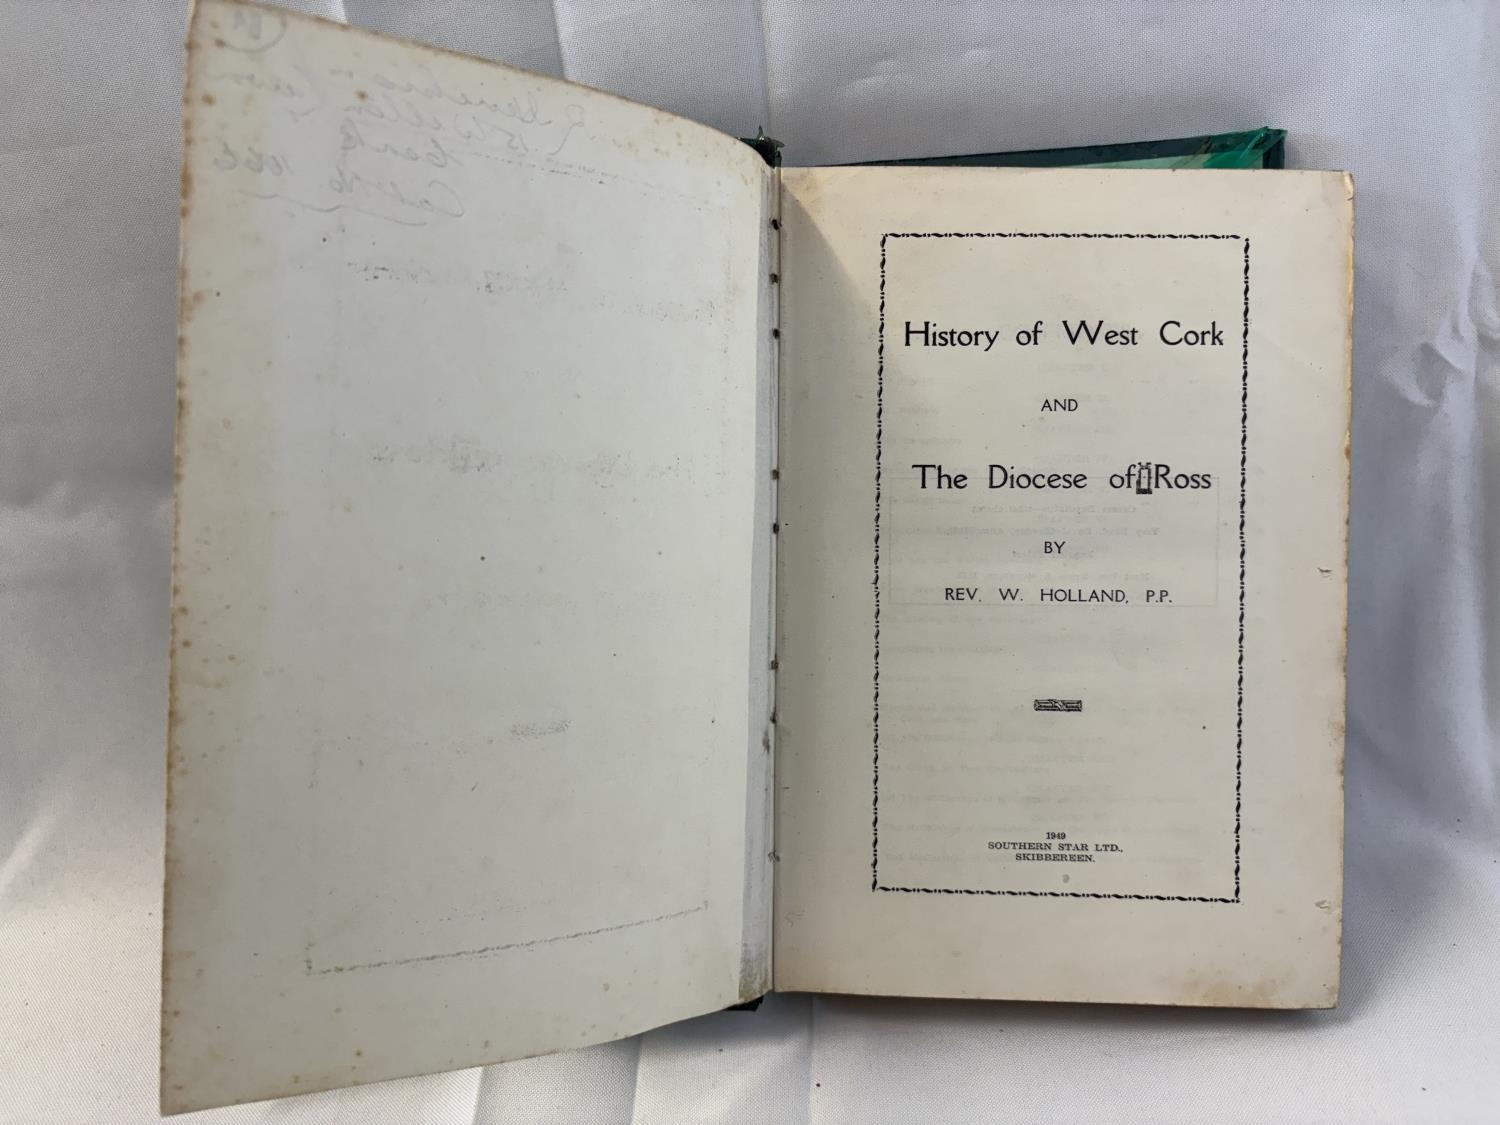 History of West Cork
AND
The Diocese of Ross
BY
REV. W. HOLLAND, P.P.
1949
SOUTHERN STAR LTD.,
SKIBBEREEN.